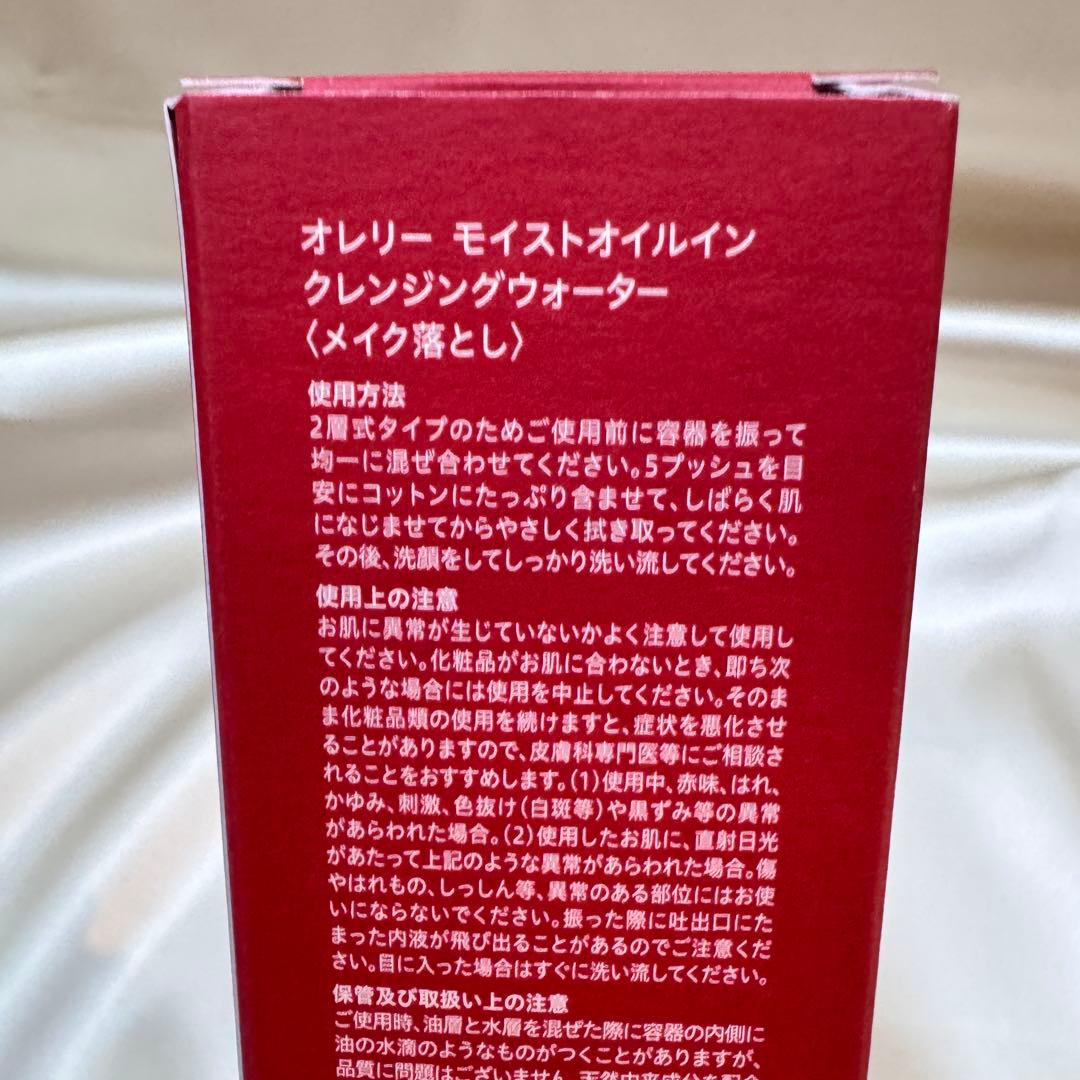 オレリー モイストオイルイン
クレンジングウォーター
〈メイク落とし〉
使用方法
2層式タイプのためご使用前に容器を振って
均一に混ぜ合わせてください。5プッシュを目
安にコットンにたっぷり含ませて、しばらく肌
になじませてからやさしく拭き取ってください。
その後、洗顔をしてしっかり洗い流してください。
使用上の注意
お肌に異常が生じていないかよく注意して使用し
てください。化粧品がお肌に合わないとき、即ち次
のような場合には使用を中止してください。そのま
ま化粧品類の使用を続けますと、症状を悪化させ
ることがありますので、皮膚科専門医等にご相談さ
れることをおすすめします。(1)使用中、赤味、はれ、
かゆみ、刺激、色抜け(白斑等)や黒ずみ等の異常
があらわれた場合。(2)使用したお肌に、直射日光
があたって上記のような異常があらわれた場合。傷
やはれもの、しっしん等、異常のある部位にはお使
いにならないでください。振った際に吐出口にた
まった内液が飛び出ることがあるのでご注意くだ
さい。目に入った場合はすぐに洗い流してください。
保管及び取扱い上の注意
ご使用時、油層と水層を混ぜた際に容器の内側に
油の水滴のようなものがつくことがありますが、
品質に問題はございません。天然由来成分を配合